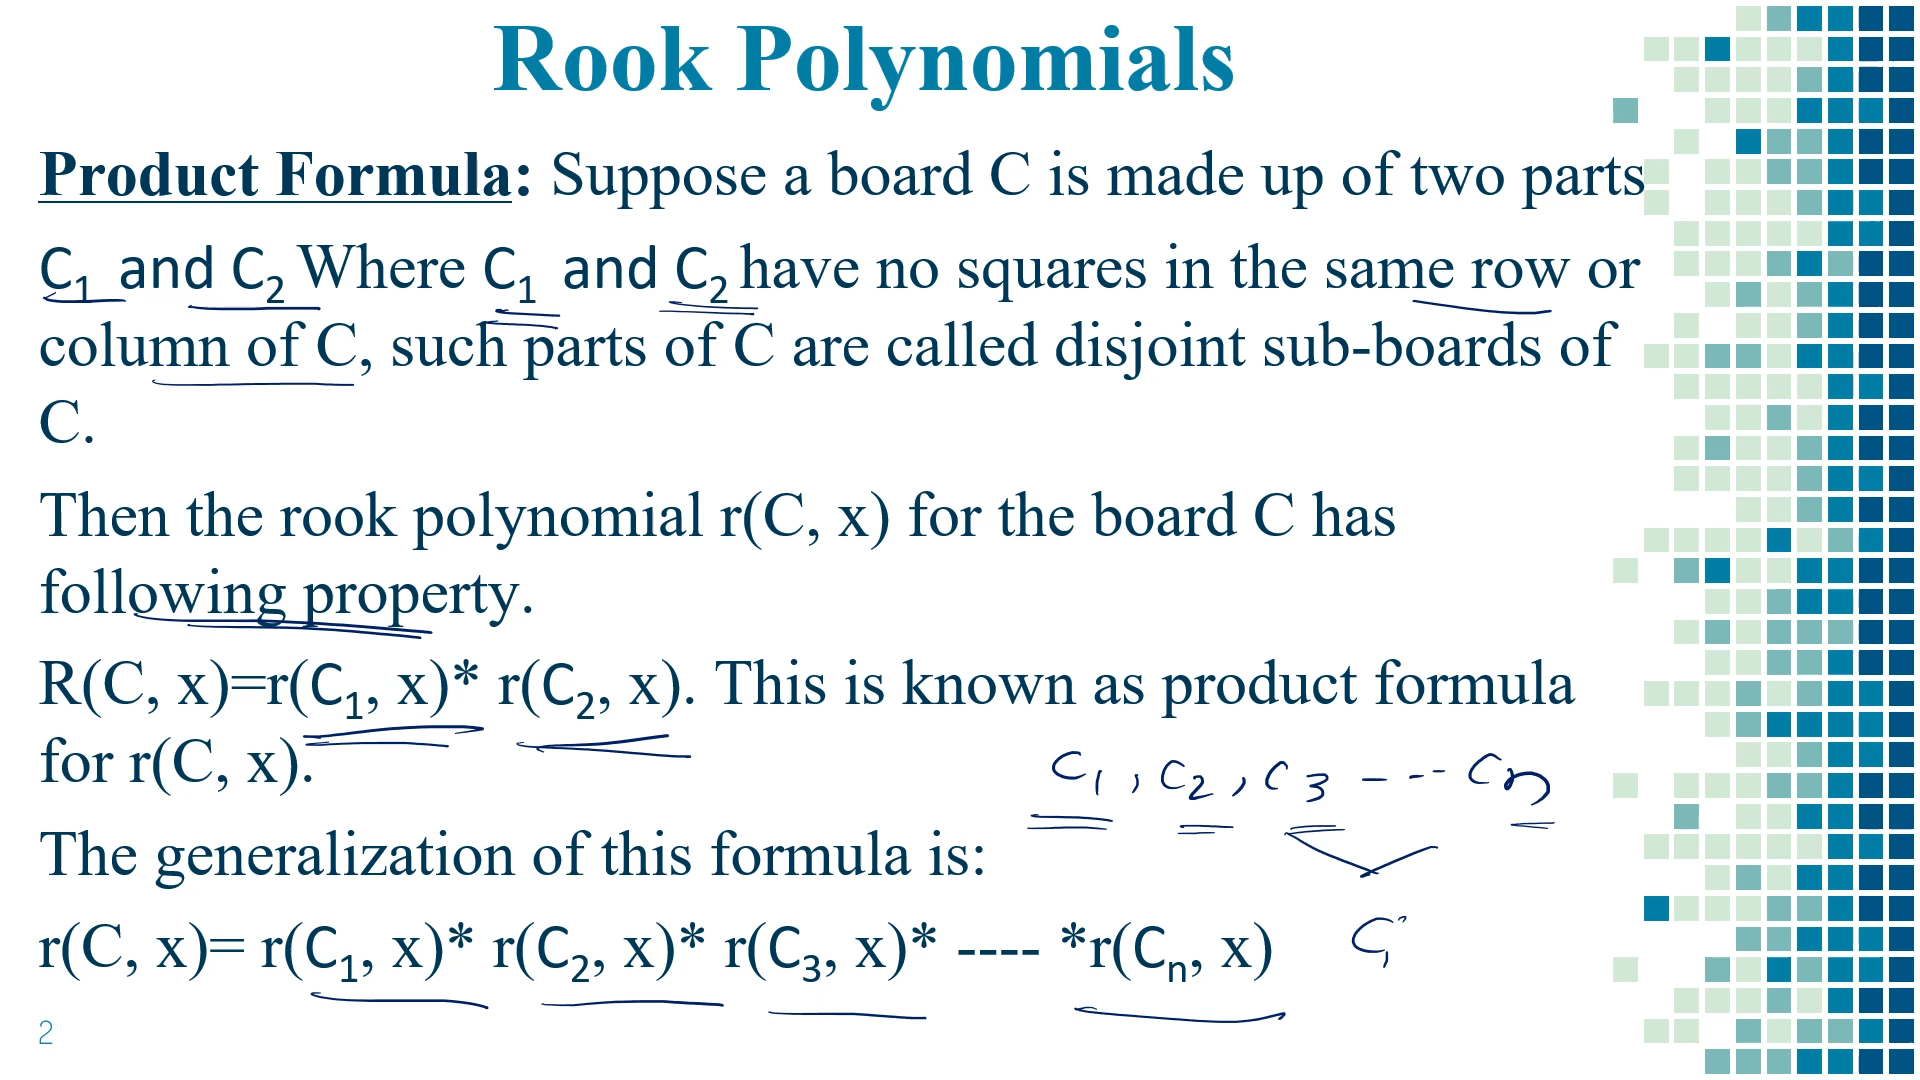 Rook Polynomials
Product Formula: Suppose a board C is made up of two parts
C₁ and C₂ Where C₁ and C₂ have no squares in the same row or
column of C, such parts of C are called disjoint sub-boards of
C.
Then the rook polynomial r(C, x) for the board C has
following property.
R(C, x)=r(C₁, x)* r(C₂, x). This is known as product formula
for r(C, x).
C₁, C₂, C₃ - - -- Cn
The generalization of this formula is:
r(C, x)= r(C₁, x)* r(C₂, x)* r(C₃, x)* ---- *r(Cₙ, x)
2